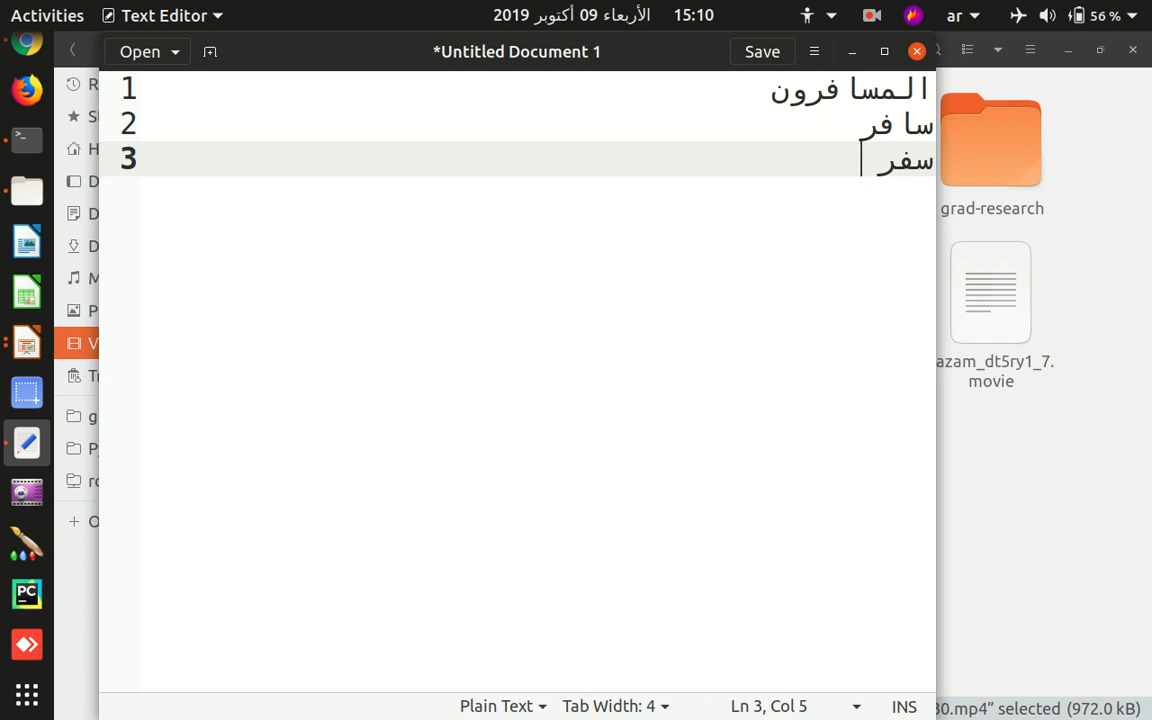 Activities Text Editor الأربعاء 09 أكتوبر 2019 15:10 ar 56 %
Open *Untitled Document 1 Save
1 المسافرون
2 سافر
3 سفر
grad-research
azam_dt5ry1_7.
movie
Plain Text Tab Width: 4 Ln 3, Col 5 INS
30.mp4” selected (972.0 kB)